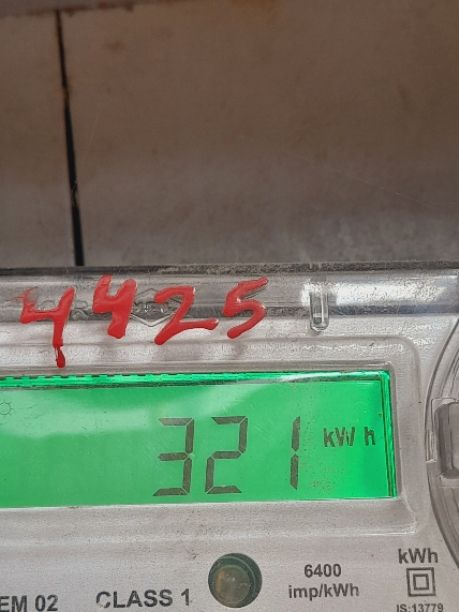 4425
321 kWh
EM 02 CLASS 1 6400 imp/kWh kWh
IS:13779